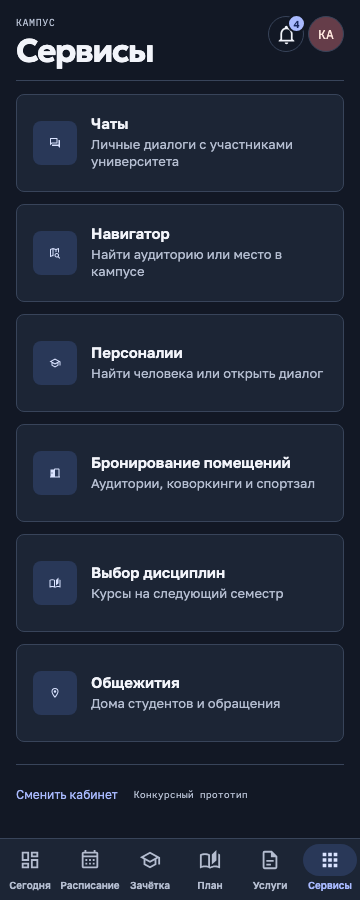 КАМПУС
Сервисы
4
КА
Чаты
Личные диалоги с участниками
университета
Навигатор
Найти аудиторию или место в
кампусе
Персоналии
Найти человека или открыть диалог
Бронирование помещений
Аудитории, коворкинги и спортзал
Выбор дисциплин
Курсы на следующий семестр
Общежития
Дома студентов и обращения
Сменить кабинет
Конкурсный прототип
Сегодня
Расписание
Зачётка
План
Услуги
Сервисы